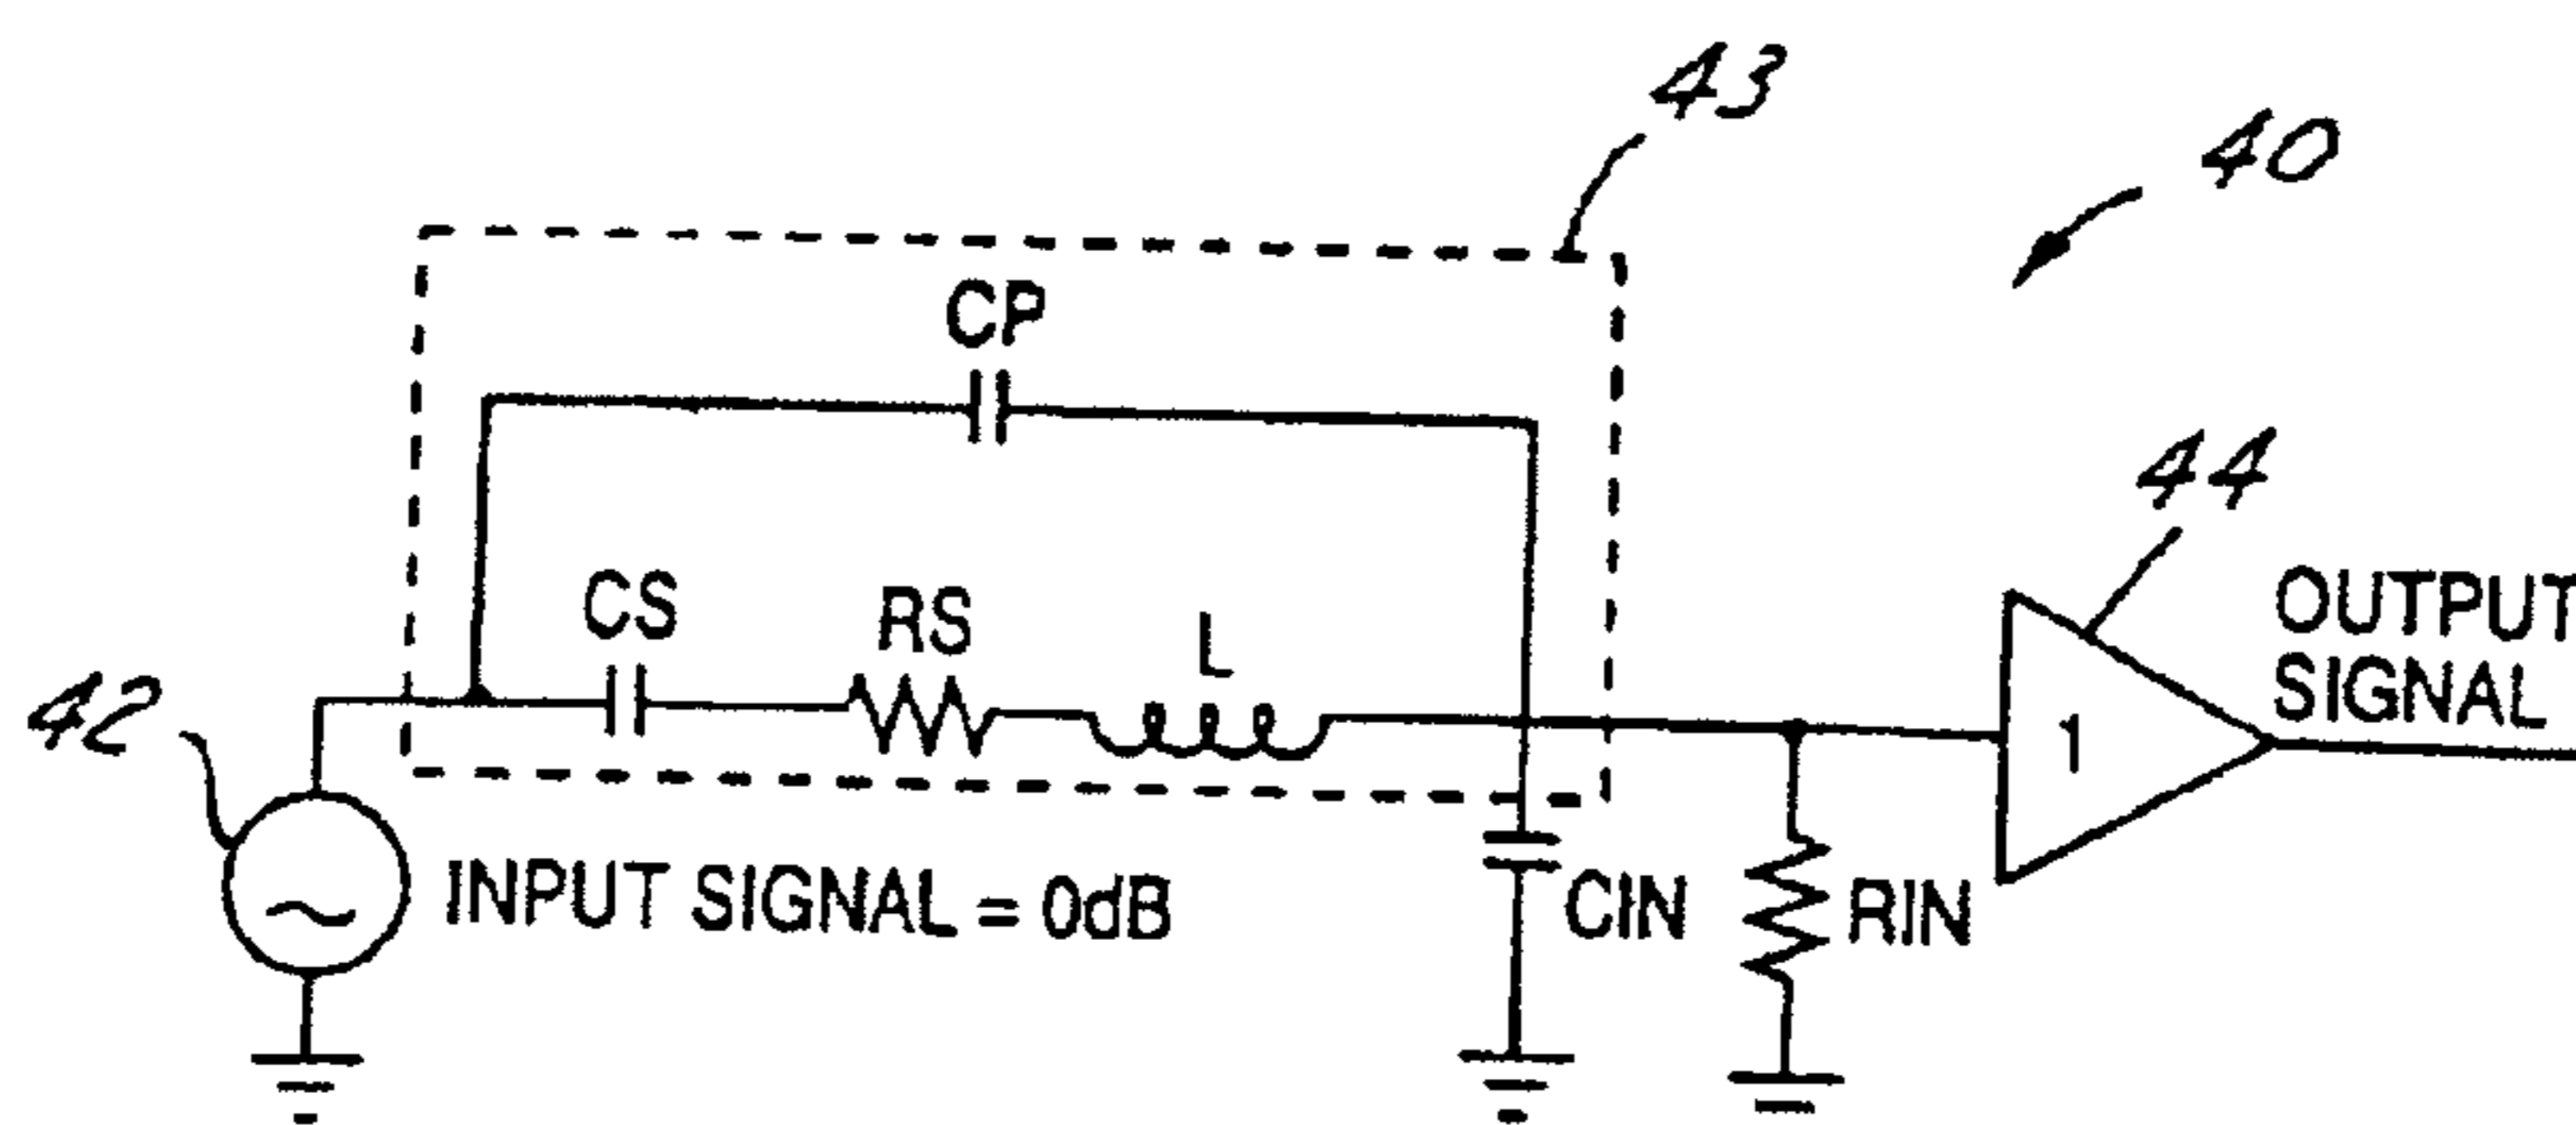 43
40
CP
44
CS
RS
L
OUTPUT
SIGNAL
42
1
INPUT SIGNAL = 0dB
CIN
RIN